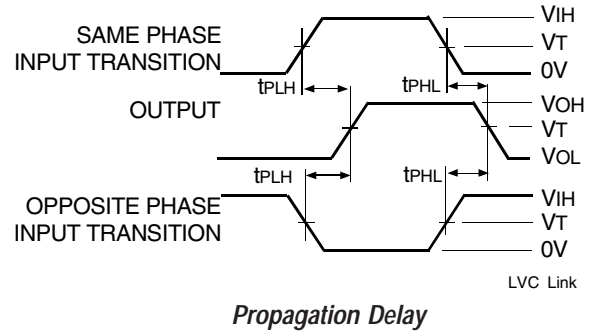 SAME PHASE
INPUT TRANSITION
VIH
VT
0V
tPLH
tPHL
OUTPUT
VOH
VT
VOL
tPLH
tPHL
OPPOSITE PHASE
INPUT TRANSITION
VIH
VT
0V
LVC Link
Propagation Delay